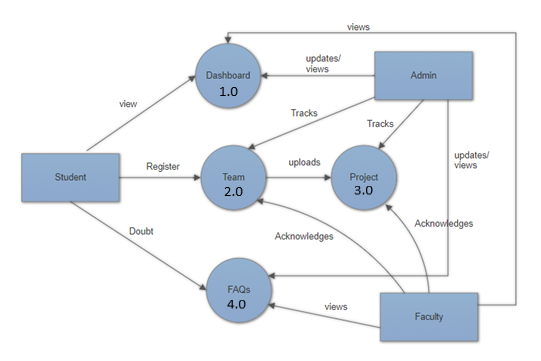 views
updates/
views
Dashboard
1.0
Admin
view
Tracks
Tracks
Register
uploads
updates/
views
Student
Team
2.0
Project
3.0
Doubt
Acknowledges
Acknowledges
FAQs
4.0
views
Faculty